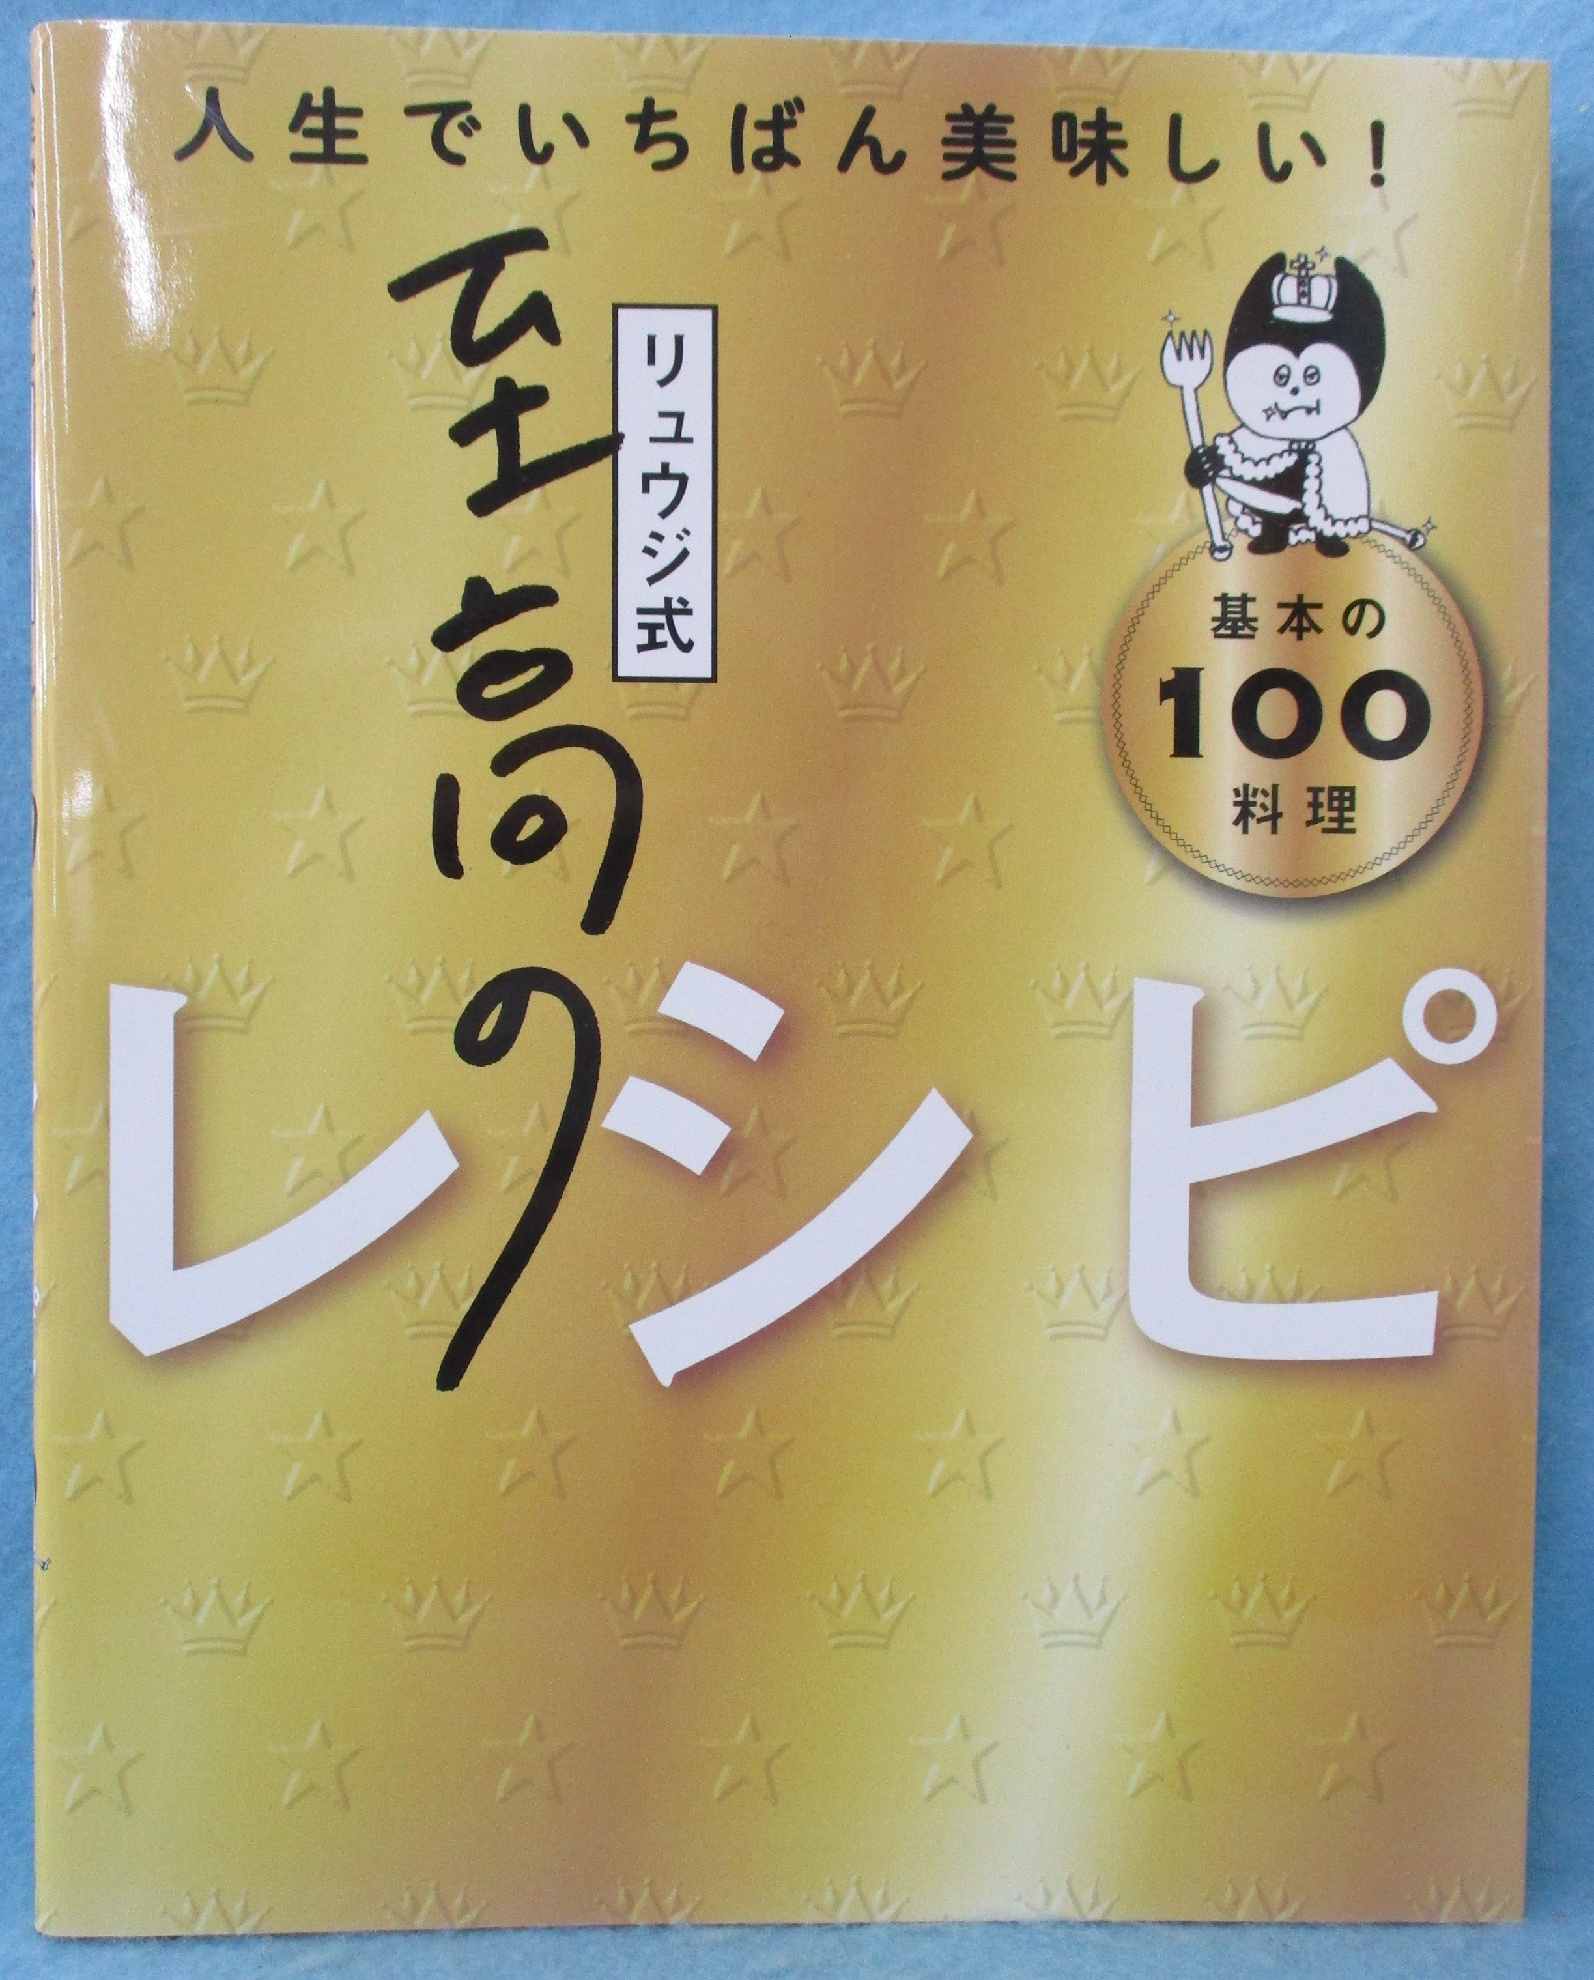 人生でいちばん美味しい！
リュウジ式
至高の
レシピ
基本の
100
料理